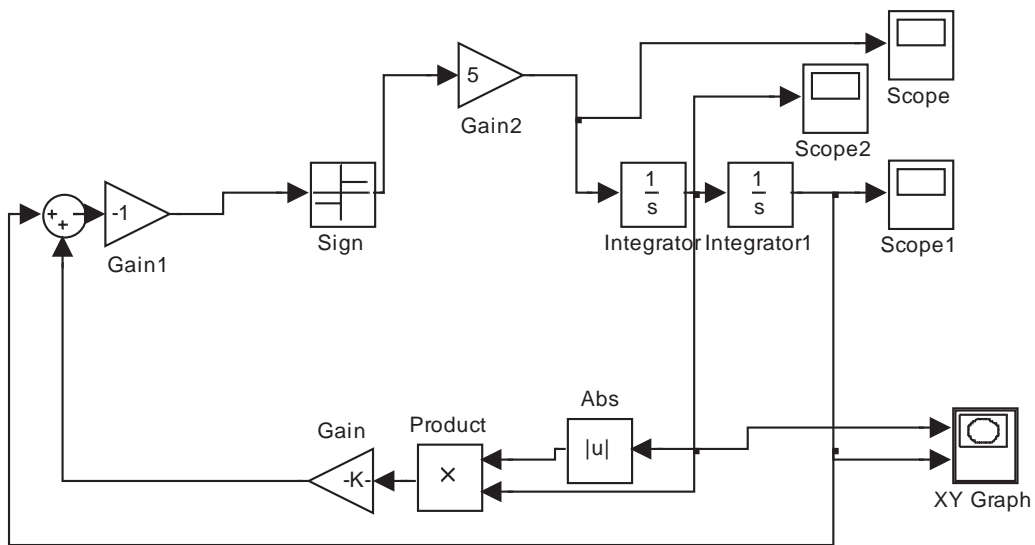 Scope
5
Gain2
Scope2
1
s
Integrator
1
s
Integrator1
Scope1
+
+
-1
Gain1
Sign
Abs
|u|
Product
×
Gain
-K-
XY Graph